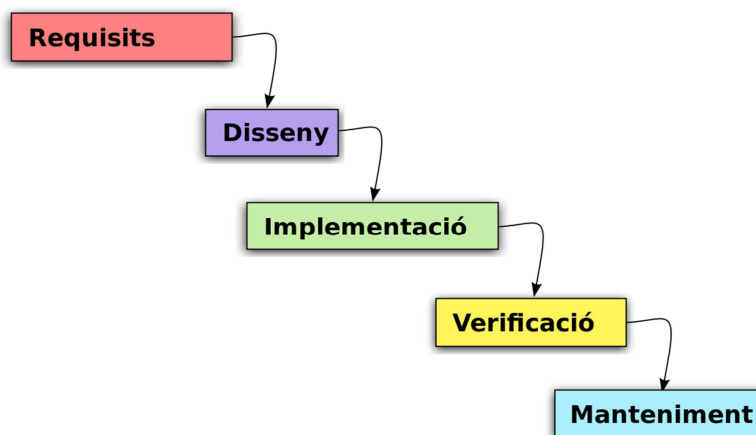 Requisits
Disseny
Implementació
Verificació
Manteniment